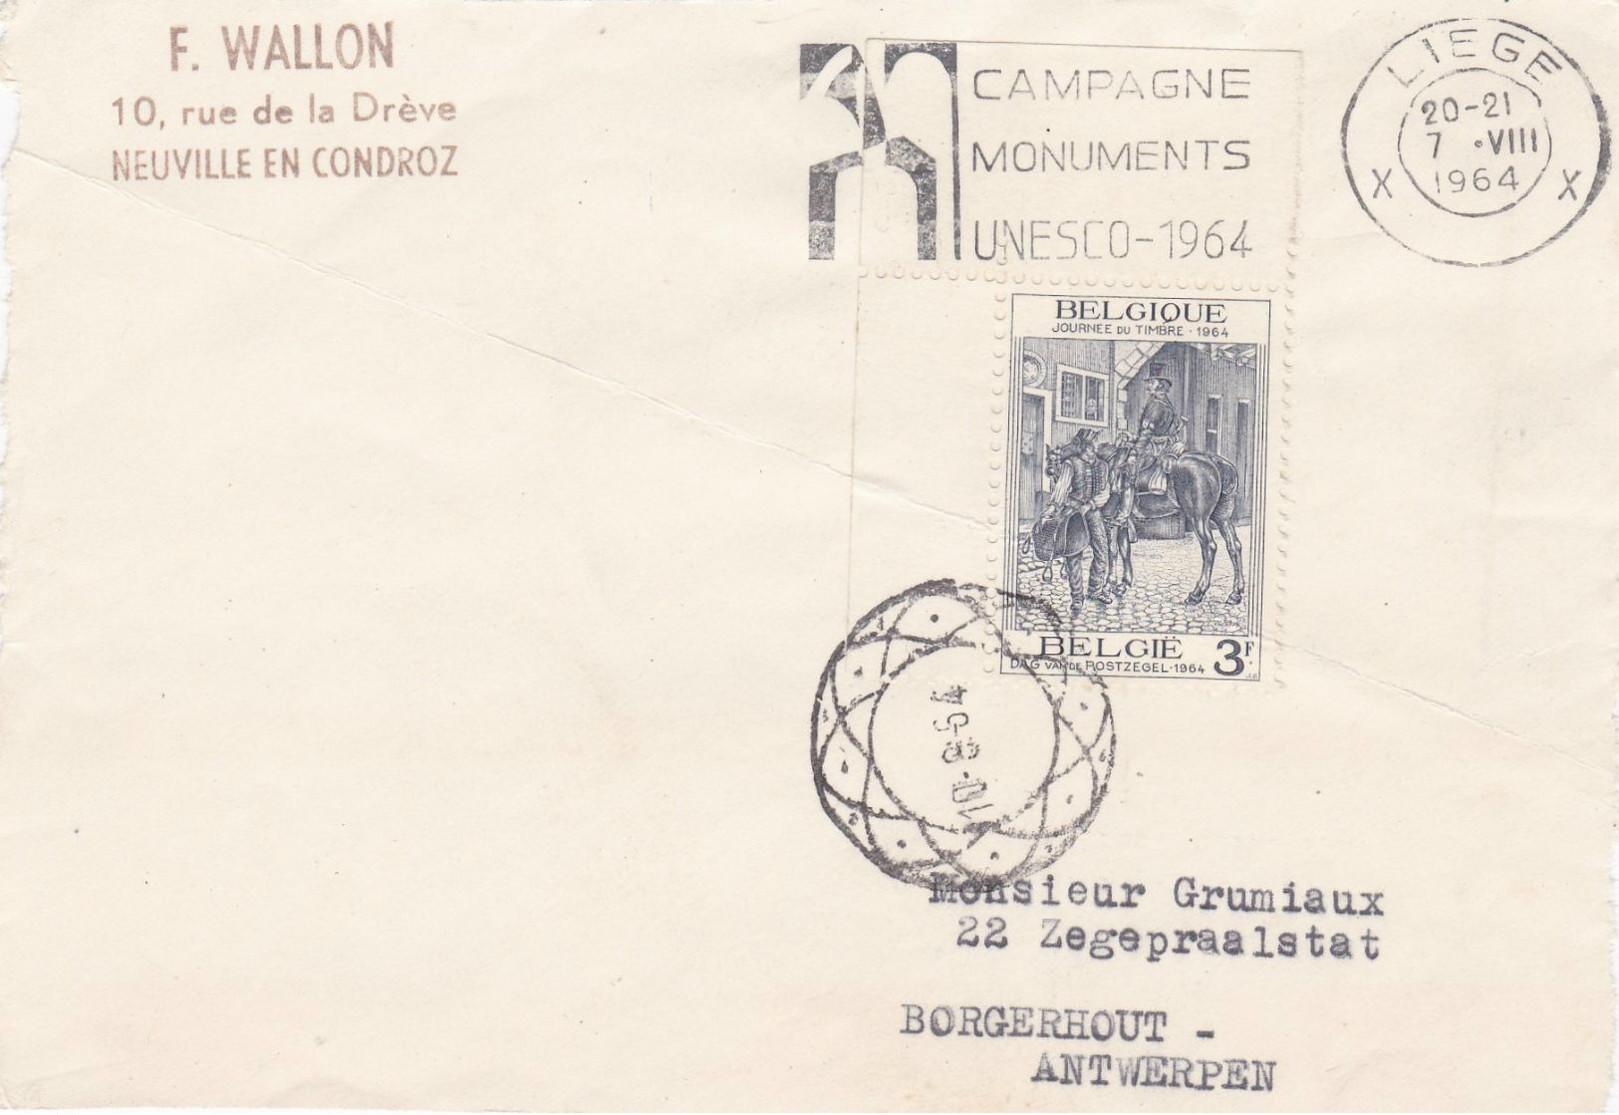 F. WALLON
10, rue de la Drève
NEUVILLE EN CONDROZ
CAMPAGNE
MONUMENTS
UNESCO-1964
LIEGE
20-21
7 • VIII
1964
X X
BELGIQUE
JOURNEE DU TIMBRE · 1964
BELGIË 3F
DAG VAN DE POSTZEGEL · 1964
Monsieur Grumiaux
22 Zegepraalstat
BORGERHOUT -
ANTWERPEN